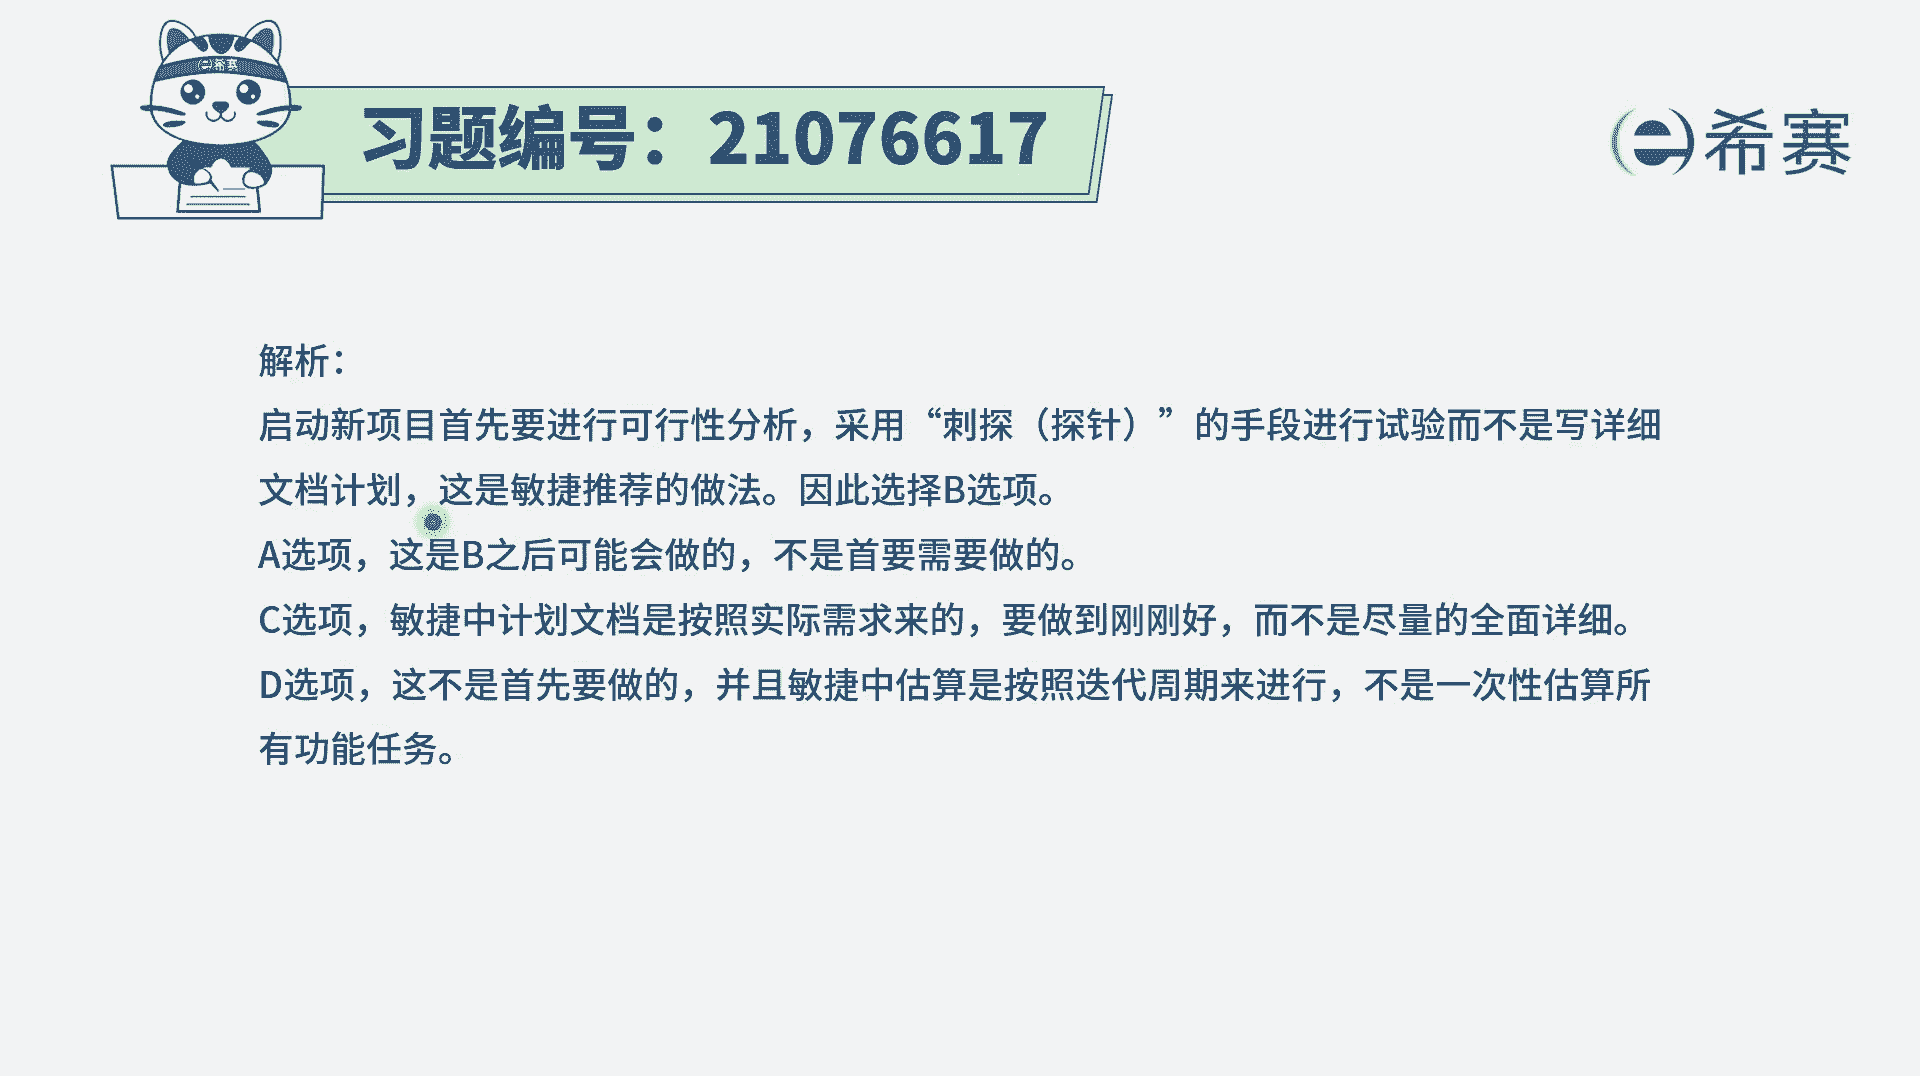 希赛
习题编号：21076617
希赛
解析：
启动新项目首先要进行可行性分析，采用“刺探（探针）”的手段进行试验而不是写详细
文档计划，这是敏捷推荐的做法。因此选择B选项。
A选项，这是B之后可能会做的，不是首要需要做的。
C选项，敏捷中计划文档是按照实际需求来的，要做到刚刚好，而不是尽量的全面详细。
D选项，这不是首先要做的，并且敏捷中估算是按照迭代周期来进行，不是一次性估算所
有功能任务。